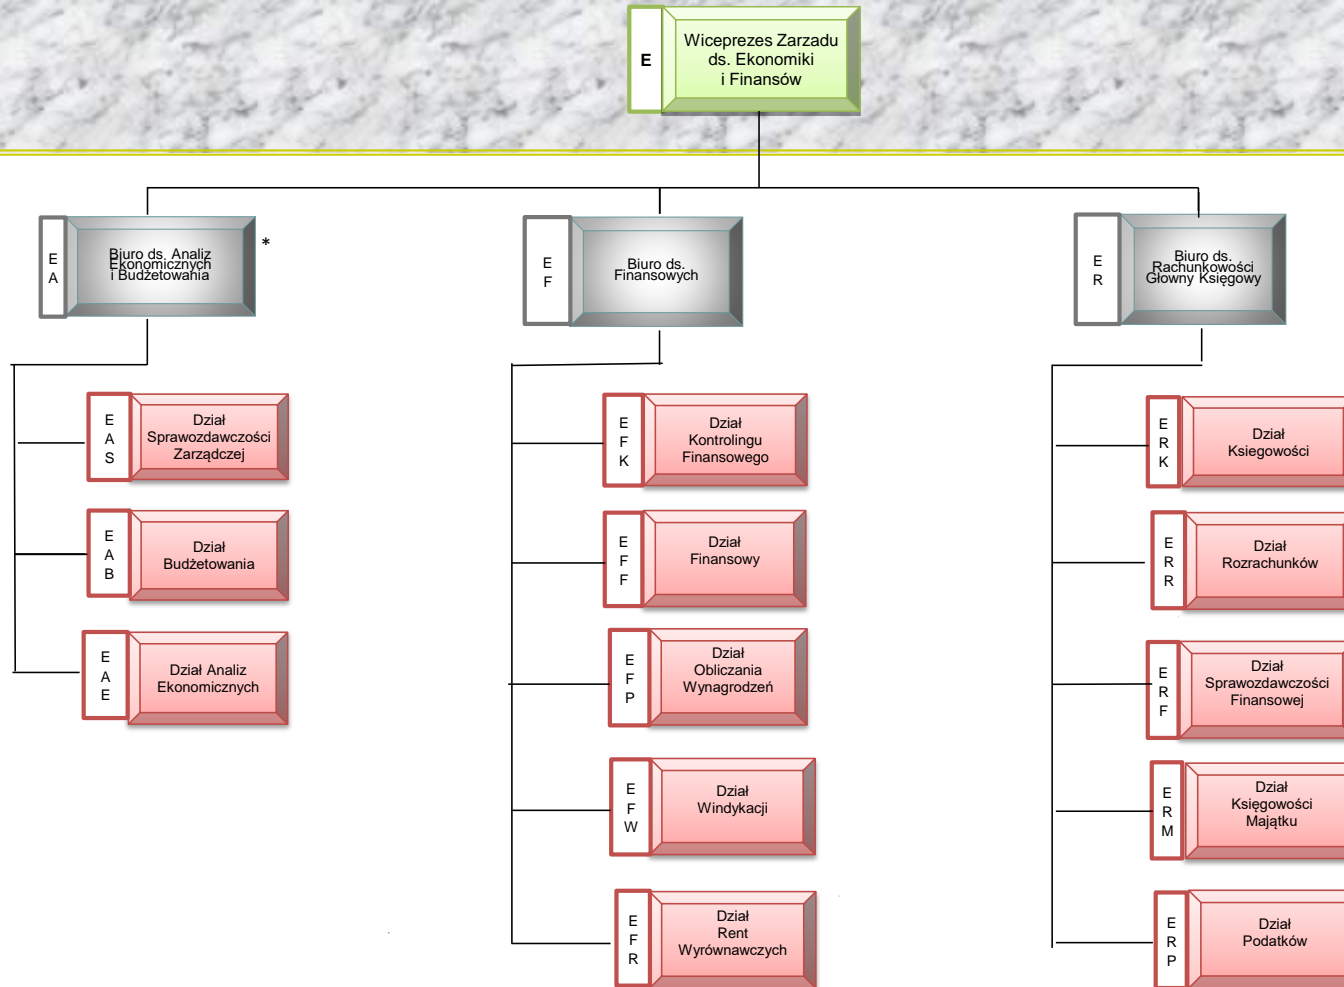 E
Wiceprezes Zarzadu
ds. Ekonomiki
i Finansów
E
A
Biuro ds. Analiz
Ekonomicznych
i Budżetowania
*
E
F
Biuro ds.
Finansowych
E
R
Biuro ds.
Rachunkowości
Główny Księgowy
E
A
S
Dział
Sprawozdawczości
Zarządczej
E
A
B
Dział
Budżetowania
E
A
E
Dział Analiz
Ekonomicznych
E
F
K
Dział
Kontrolingu
Finansowego
E
F
F
Dział
Finansowy
E
F
P
Dział
Obliczania
Wynagrodzeń
E
F
W
Dział
Windykacji
E
F
R
Dział
Rent
Wyrównawczych
E
R
K
Dział
Ksiegowości
E
R
R
Dział
Rozrachunków
E
R
F
Dział
Sprawozdawczości
Finansowej
E
R
M
Dział
Księgowości
Majątku
E
R
P
Dział
Podatków